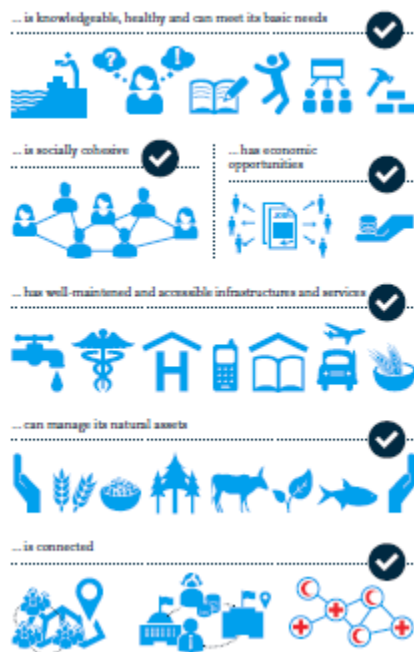 ... is knowledgeable, healthy and can meet its basic needs
? !
... is socially cohesive
... has economic
opportunities
JOB
... has well-maintened and accessible infrastructures and services
H
... can manage its natural assets
... is connected